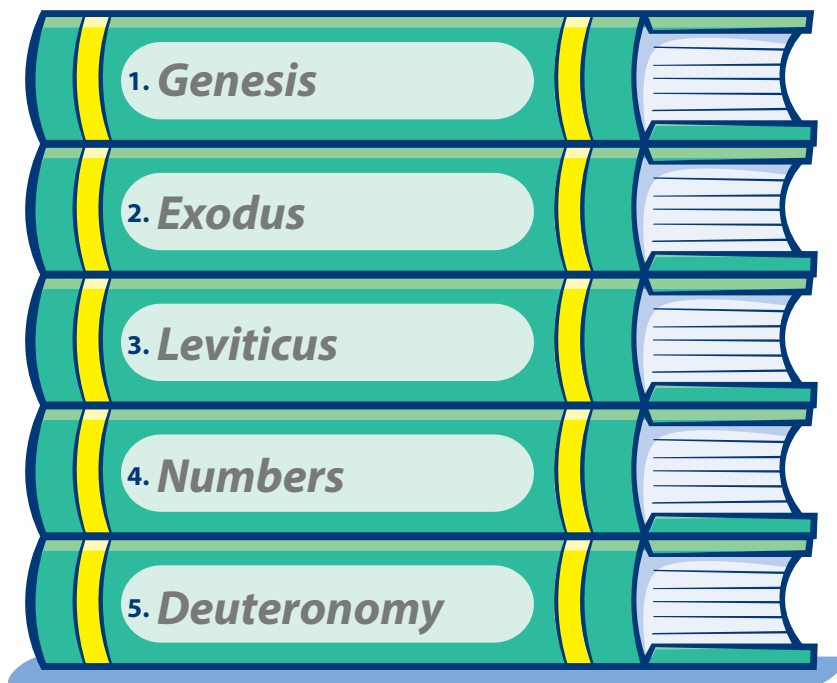 1. Genesis
2. Exodus
3. Leviticus
4. Numbers
5. Deuteronomy